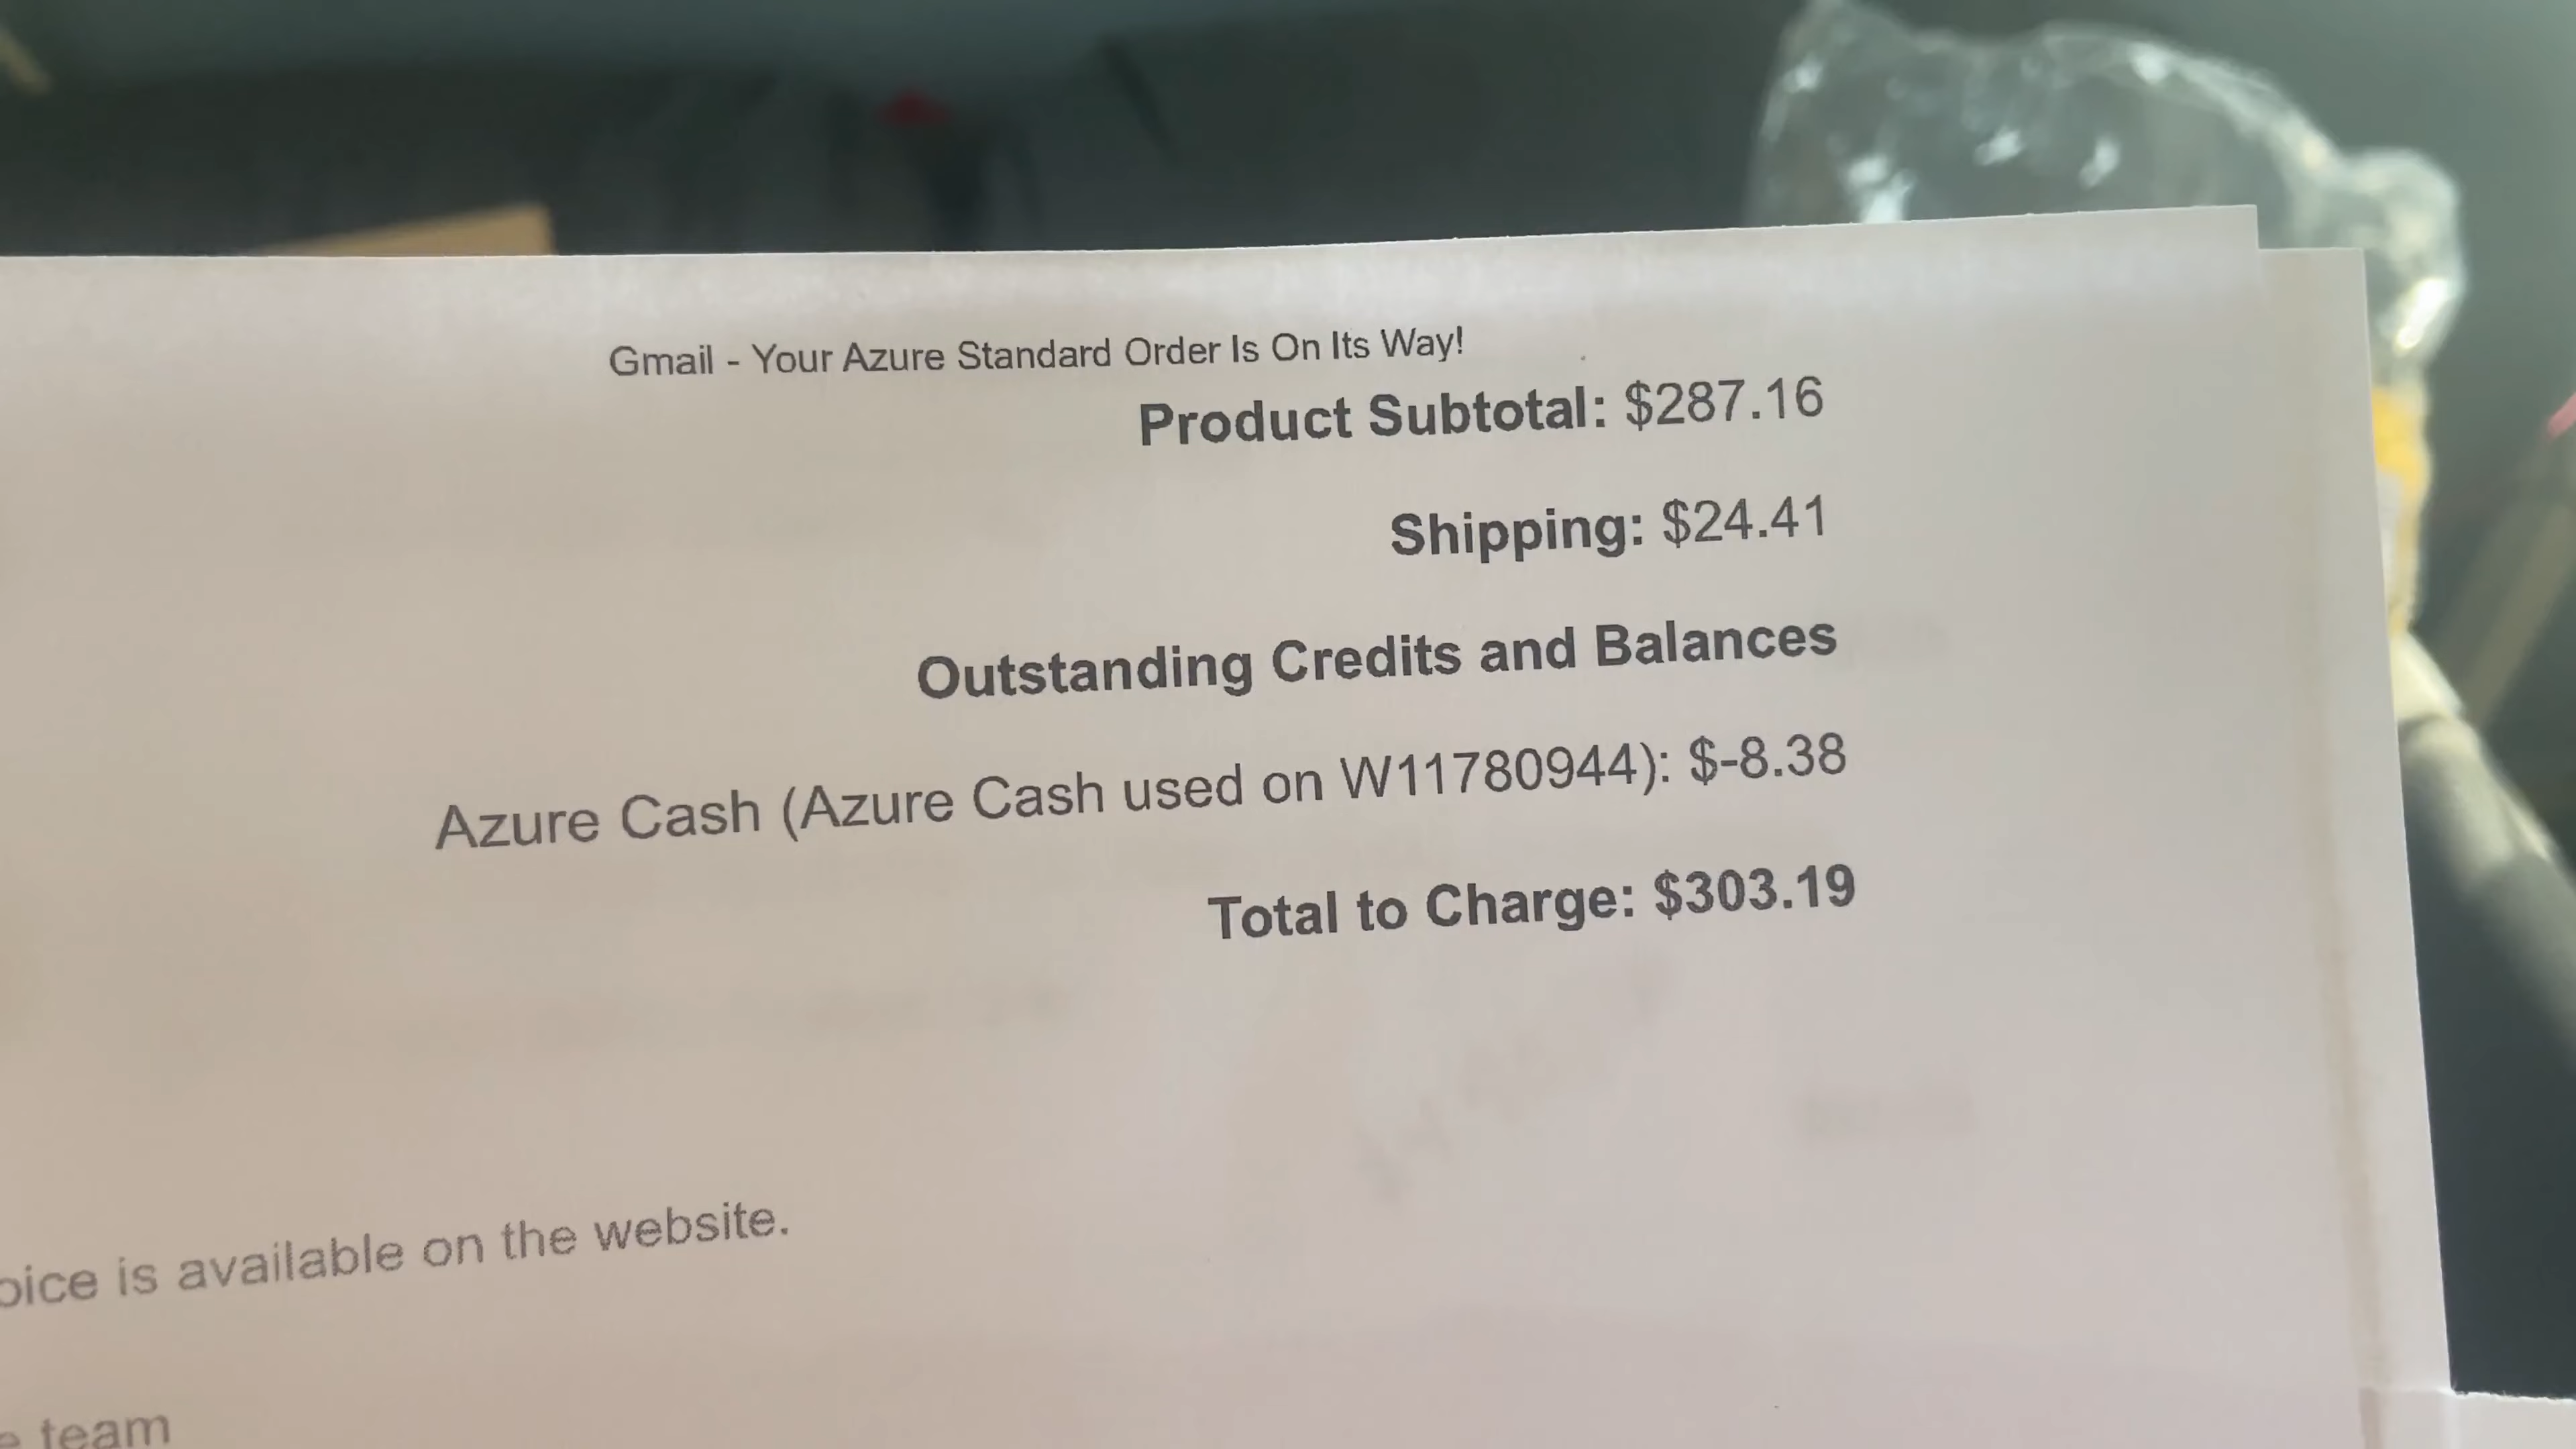 Gmail - Your Azure Standard Order Is On Its Way!
Product Subtotal: $287.16
Shipping: $24.41
Outstanding Credits and Balances
Azure Cash (Azure Cash used on W11780944): $-8.38
Total to Charge: $303.19
is available on the website.
team